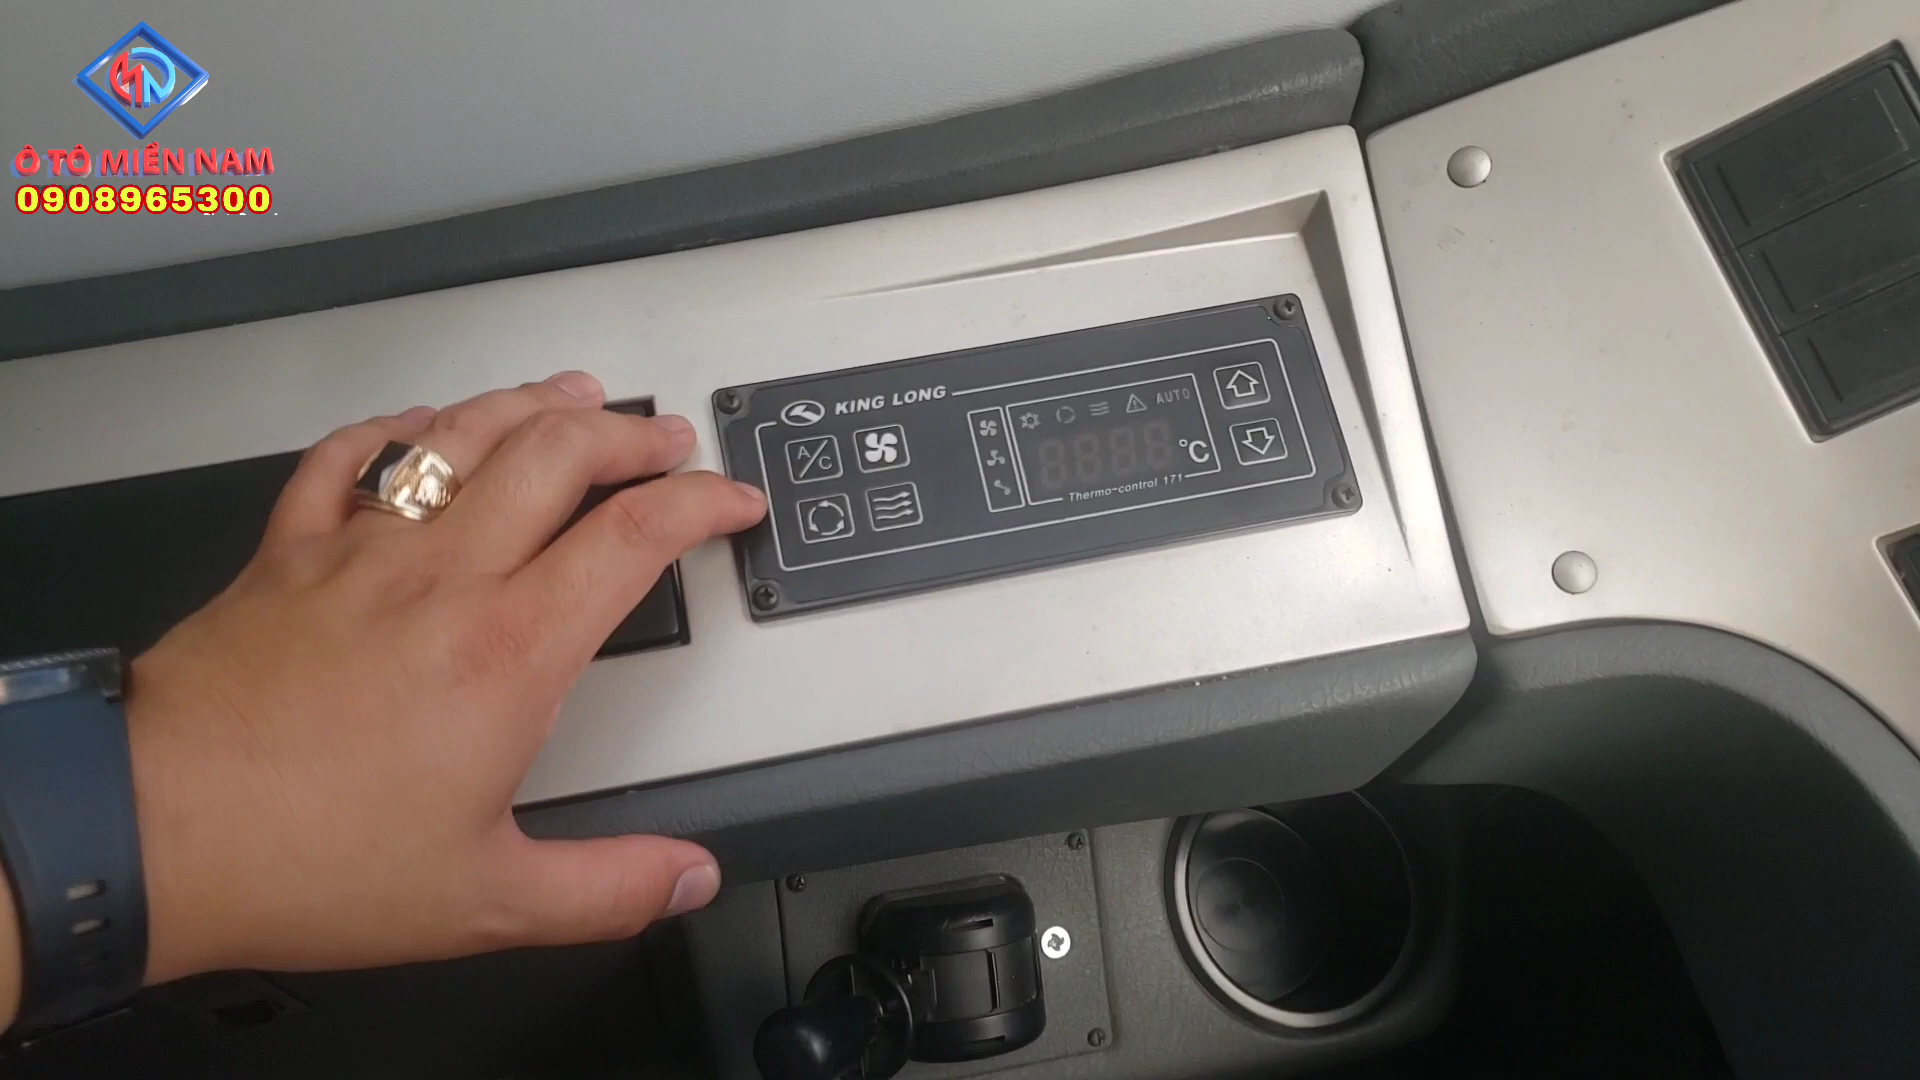 Ô TÔ MIỀN NAM
0908965300
KING LONG
A/C
AUTO
8888 °C
Thermo-control 171